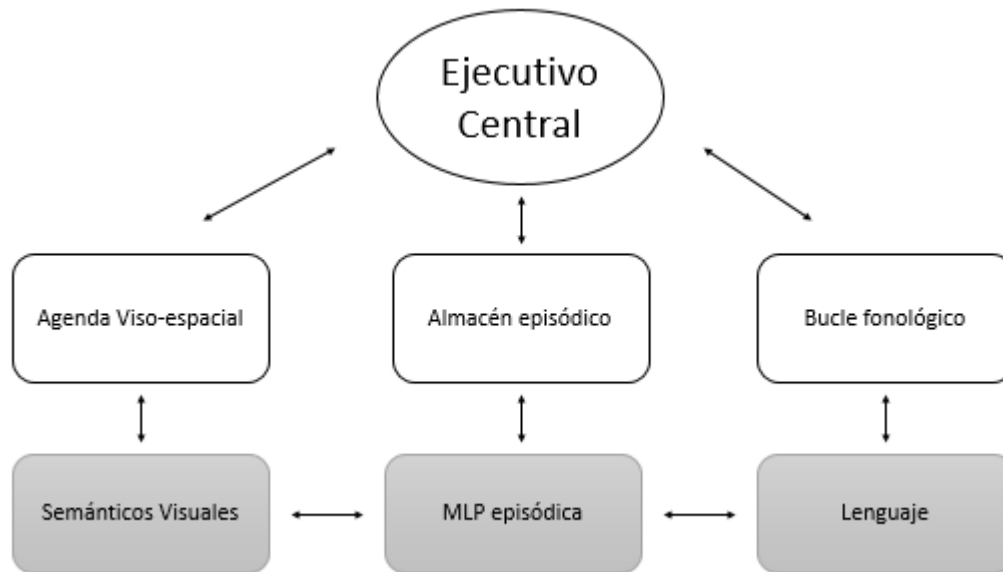 Ejecutivo
Central
Agenda Viso-espacial
Almacén episódico
Bucle fonológico
Semánticos Visuales
MLP episódica
Lenguaje